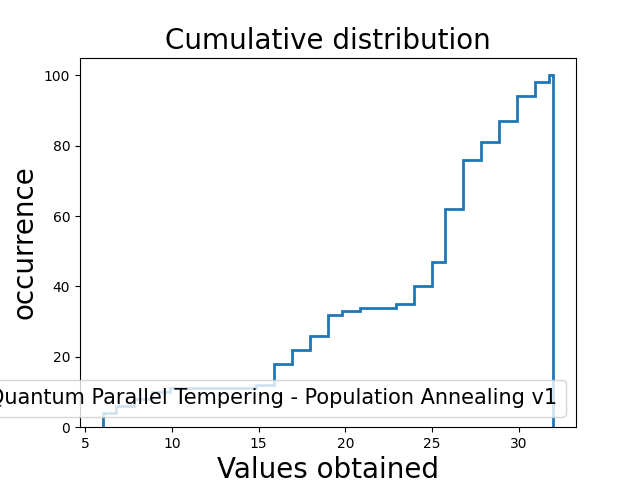 Cumulative distribution
occurrence
100
80
60
40
20
0
Quantum Parallel Tempering - Population Annealing v1
5 10 15 20 25 30
Values obtained